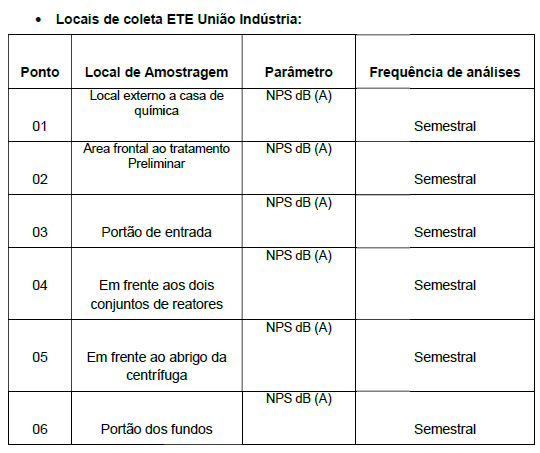 • Locais de coleta ETE União Indústria:
Ponto Local de Amostragem Parâmetro Frequência de análises
Local externo a casa de NPS dB (A)
química
01 Semestral
Area frontal ao tratamento NPS dB (A)
Preliminar
02 Semestral
NPS dB (A)
03 Portão de entrada Semestral
NPS dB (A)
04 Em frente aos dois Semestral
conjuntos de reatores
NPS dB (A)
05 Em frente ao abrigo da Semestral
centrífuga
NPS dB (A)
06 Portão dos fundos Semestral